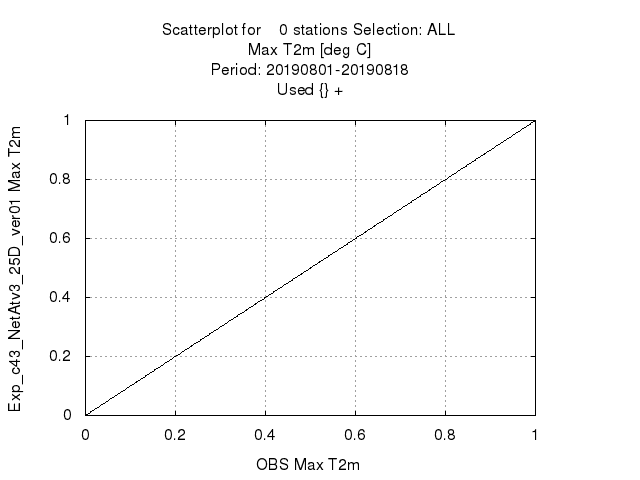 Scatterplot for    0 stations Selection: ALL
Max T2m [deg C]
Period: 20190801-20190818
Used {} +
Exp_c43_NetAtv3_25D_ver01 Max T2m
1
0.8
0.6
0.4
0.2
0
0 0.2 0.4 0.6 0.8 1
OBS Max T2m